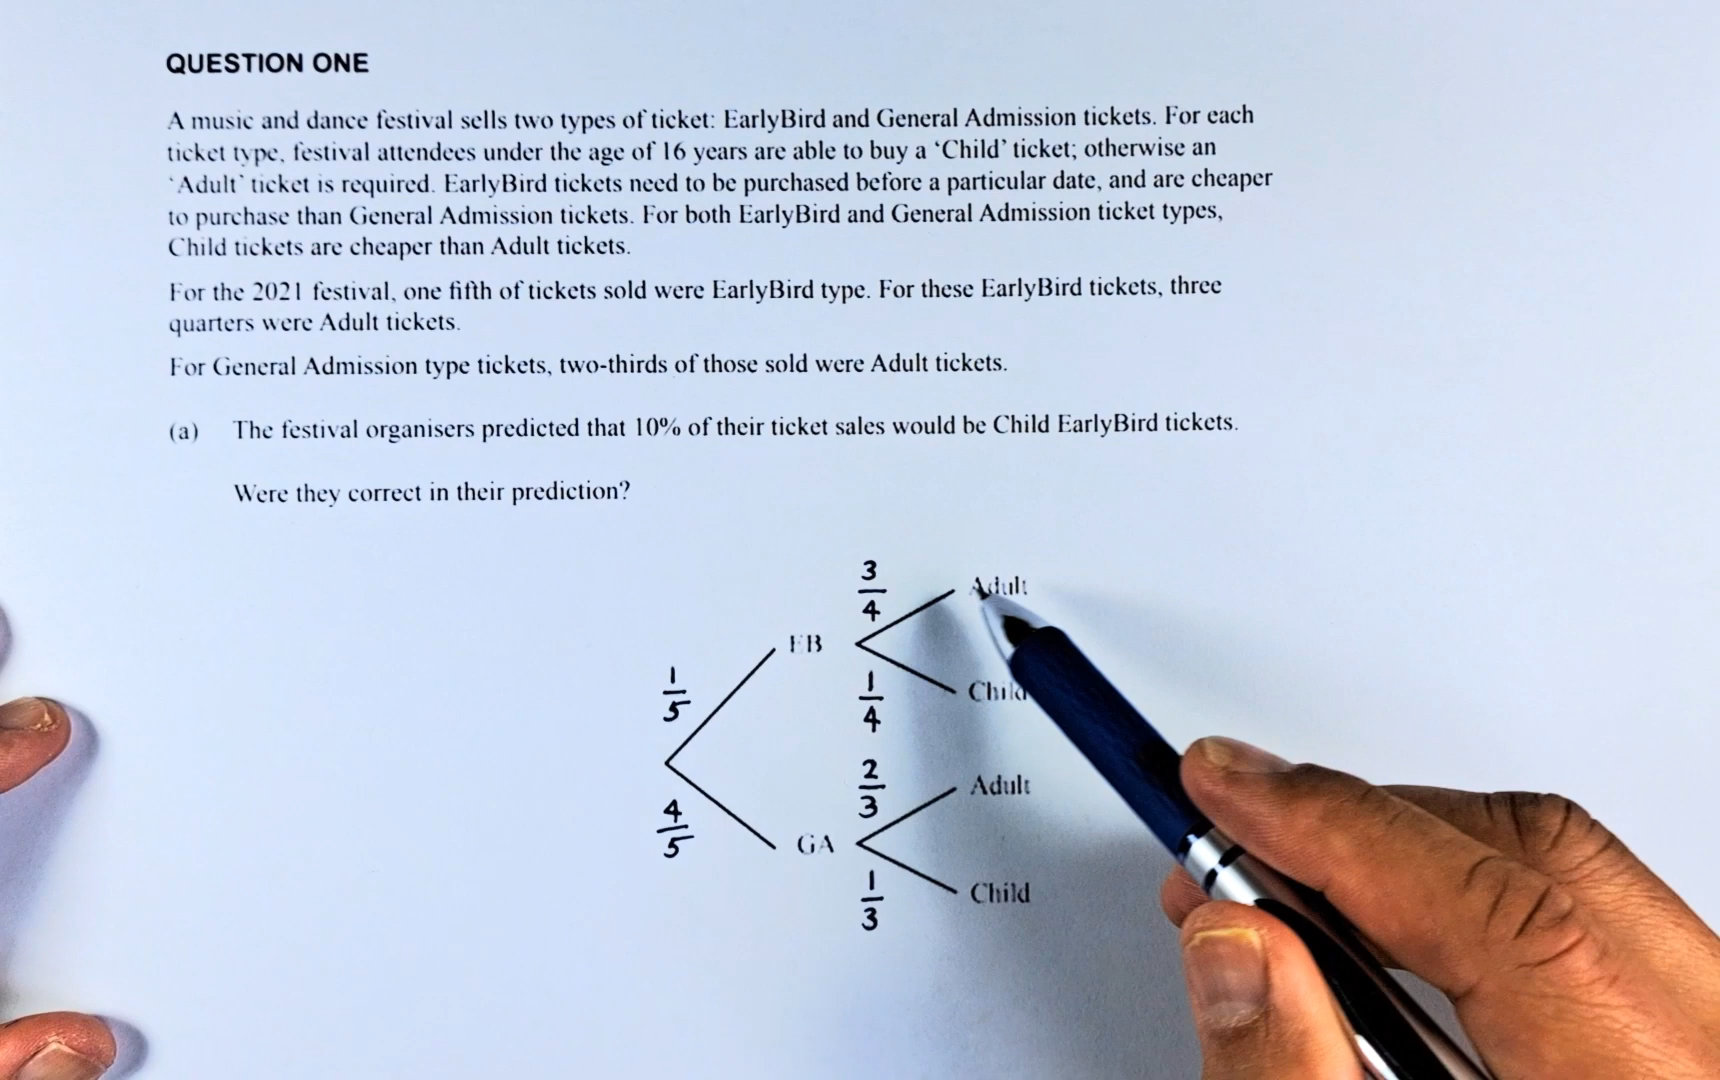 QUESTION ONE
A music and dance festival sells two types of ticket: EarlyBird and General Admission tickets. For each
ticket type, festival attendees under the age of 16 years are able to buy a ‘Child’ ticket; otherwise an
‘Adult’ ticket is required. EarlyBird tickets need to be purchased before a particular date, and are cheaper
to purchase than General Admission tickets. For both EarlyBird and General Admission ticket types,
Child tickets are cheaper than Adult tickets.
For the 2021 festival, one fifth of tickets sold were EarlyBird type. For these EarlyBird tickets, three
quarters were Adult tickets.
For General Admission type tickets, two-thirds of those sold were Adult tickets.
(a) The festival organisers predicted that 10% of their ticket sales would be Child EarlyBird tickets.
Were they correct in their prediction?
3/4 Adult
EB
1/5
1/4 Child
2/3 Adult
4/5
GA
1/3 Child